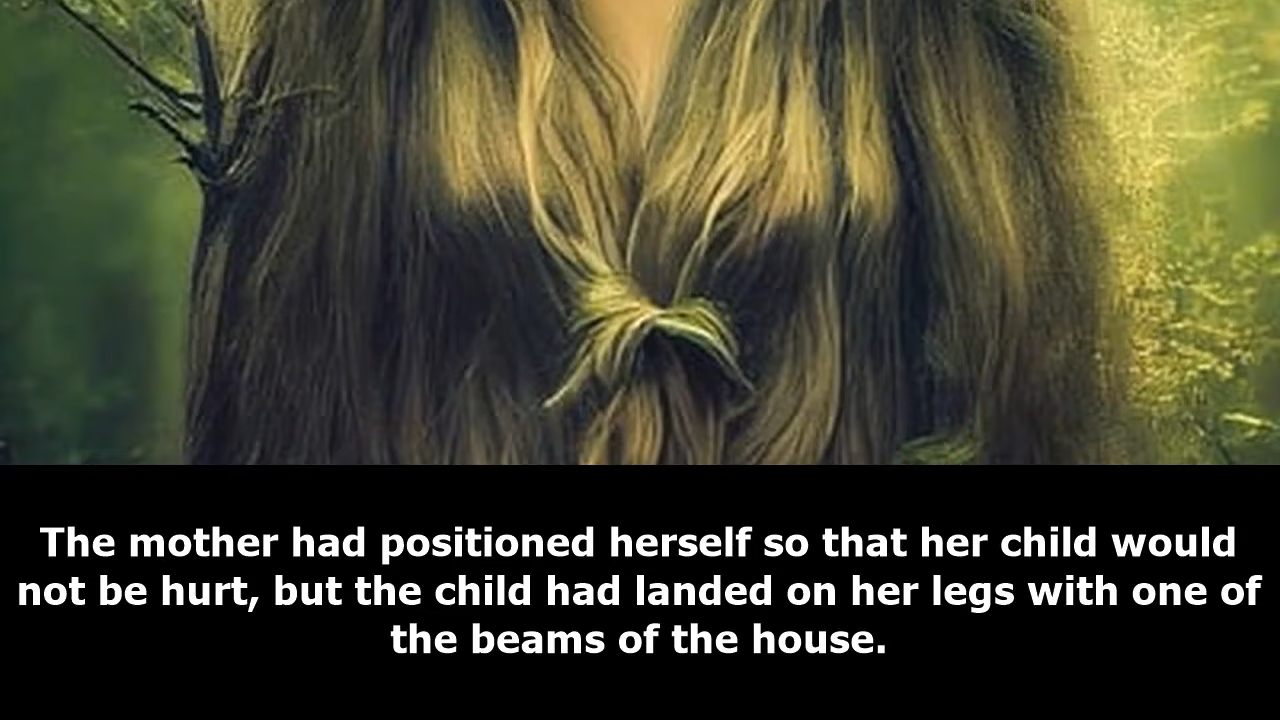 The mother had positioned herself so that her child would
not be hurt, but the child had landed on her legs with one of
the beams of the house.